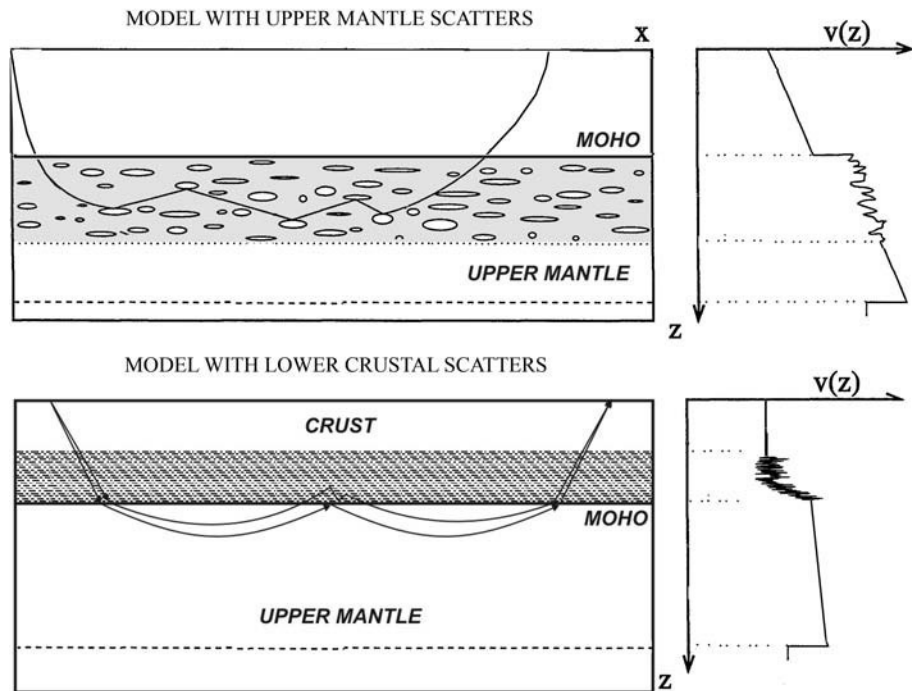 MODEL WITH UPPER MANTLE SCATTERS
x
v(z)
MOHO
UPPER MANTLE
z
MODEL WITH LOWER CRUSTAL SCATTERS
v(z)
CRUST
MOHO
UPPER MANTLE
z